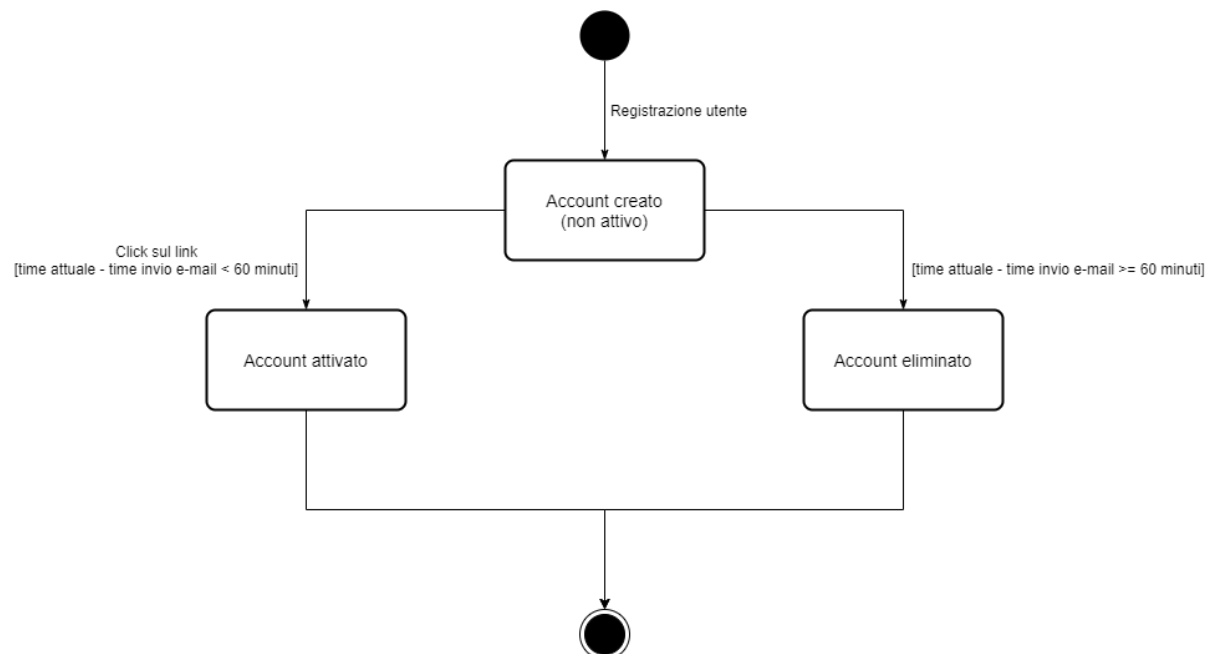 Registrazione utente
Account creato
(non attivo)
Click sul link
[time attuale - time invio e-mail < 60 minuti]
[time attuale - time invio e-mail >= 60 minuti]
Account attivato
Account eliminato